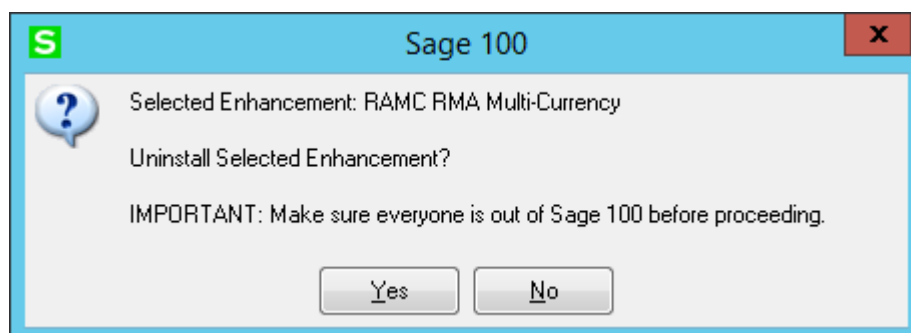 S
Sage 100
x
Selected Enhancement: RAMC RMA Multi-Currency
Uninstall Selected Enhancement?
IMPORTANT: Make sure everyone is out of Sage 100 before proceeding.
Yes
No